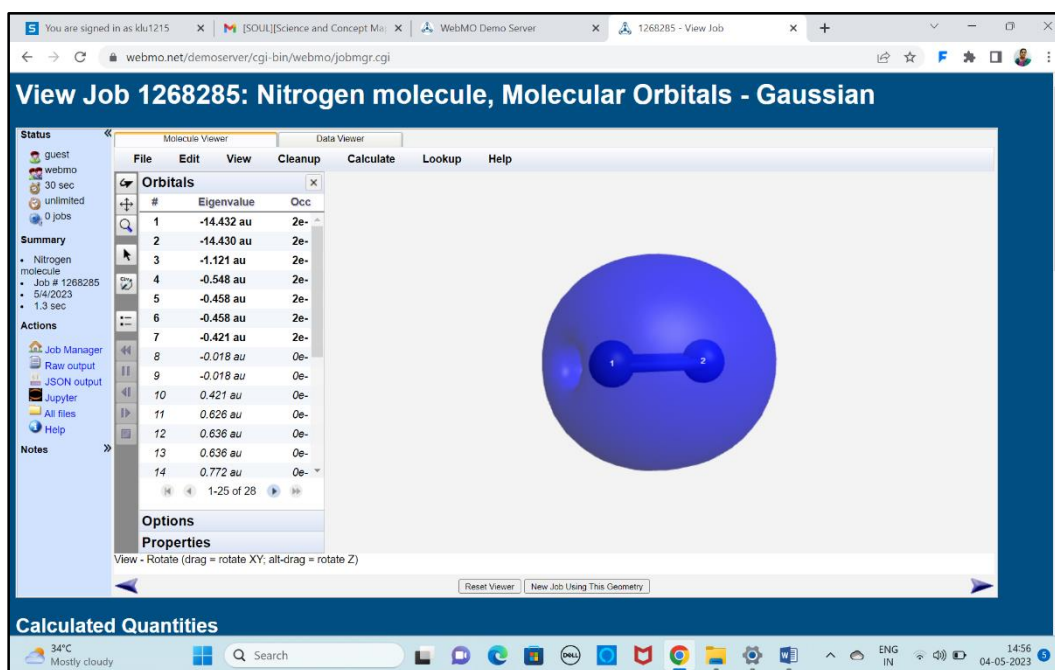 You are signed in as klu1215
[SOUL][Science and Concept Ma
WebMO Demo Server
1268285 - View Job
webmo.net/demoserver/cgi-bin/webmo/jobmgr.cgi
View Job 1268285: Nitrogen molecule, Molecular Orbitals - Gaussian
Status
guest
webmo
30 sec
unlimited
0 jobs
Summary
Nitrogen
molecule
Job # 1268285
5/4/2023
1.3 sec
Actions
Job Manager
Raw output
JSON output
Jupyter
All files
Help
Notes
Molecule Viewer Data Viewer
File Edit View Cleanup Calculate Lookup Help
Orbitals
# Eigenvalue Occ
1 -14.432 au 2e-
2 -14.430 au 2e-
3 -1.121 au 2e-
4 -0.548 au 2e-
5 -0.458 au 2e-
6 -0.458 au 2e-
7 -0.421 au 2e-
8 -0.018 au 0e-
9 -0.018 au 0e-
10 0.421 au 0e-
11 0.626 au 0e-
12 0.636 au 0e-
13 0.636 au 0e-
14 0.772 au 0e-
1-25 of 28
Options
Properties
1 2
View - Rotate (drag = rotate XY; alt-drag = rotate Z)
Reset Viewer New Job Using This Geometry
Calculated Quantities
34°C
Mostly cloudy
Search
ENG
IN
14:56
04-05-2023